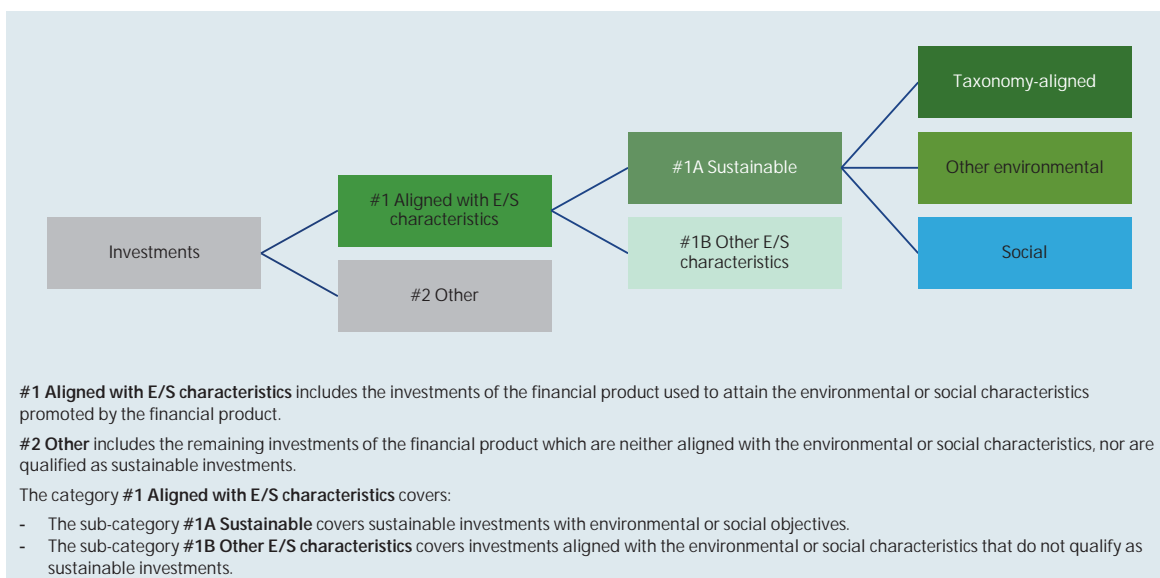 Taxonomy-aligned
#1A Sustainable
Other environmental
#1 Aligned with E/S
characteristics
#1B Other E/S
characteristics
Social
Investments
#2 Other
#1 Aligned with E/S characteristics includes the investments of the financial product used to attain the environmental or social characteristics
promoted by the financial product.
#2 Other includes the remaining investments of the financial product which are neither aligned with the environmental or social characteristics, nor are
qualified as sustainable investments.
The category #1 Aligned with E/S characteristics covers:
- The sub-category #1A Sustainable covers sustainable investments with environmental or social objectives.
- The sub-category #1B Other E/S characteristics covers investments aligned with the environmental or social characteristics that do not qualify as
sustainable investments.